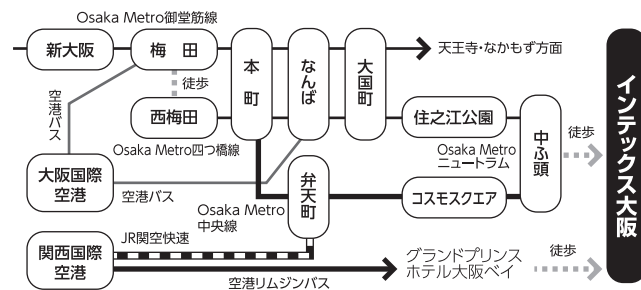 Osaka Metro御堂筋線
新大阪
梅 田
本町
なんば
大国町
天王寺・なかもず方面
徒歩
空港バス
西梅田
住之江公園
Osaka Metro四つ橋線
Osaka Metro
ニュートラム
中ふ頭
徒歩
インテックス大阪
大阪国際
空港
空港バス
弁天町
Osaka Metro
中央線
コスモスクエア
JR関空快速
関西国際
空港
空港リムジンバス
グランドプリンス
ホテル大阪ベイ
徒歩